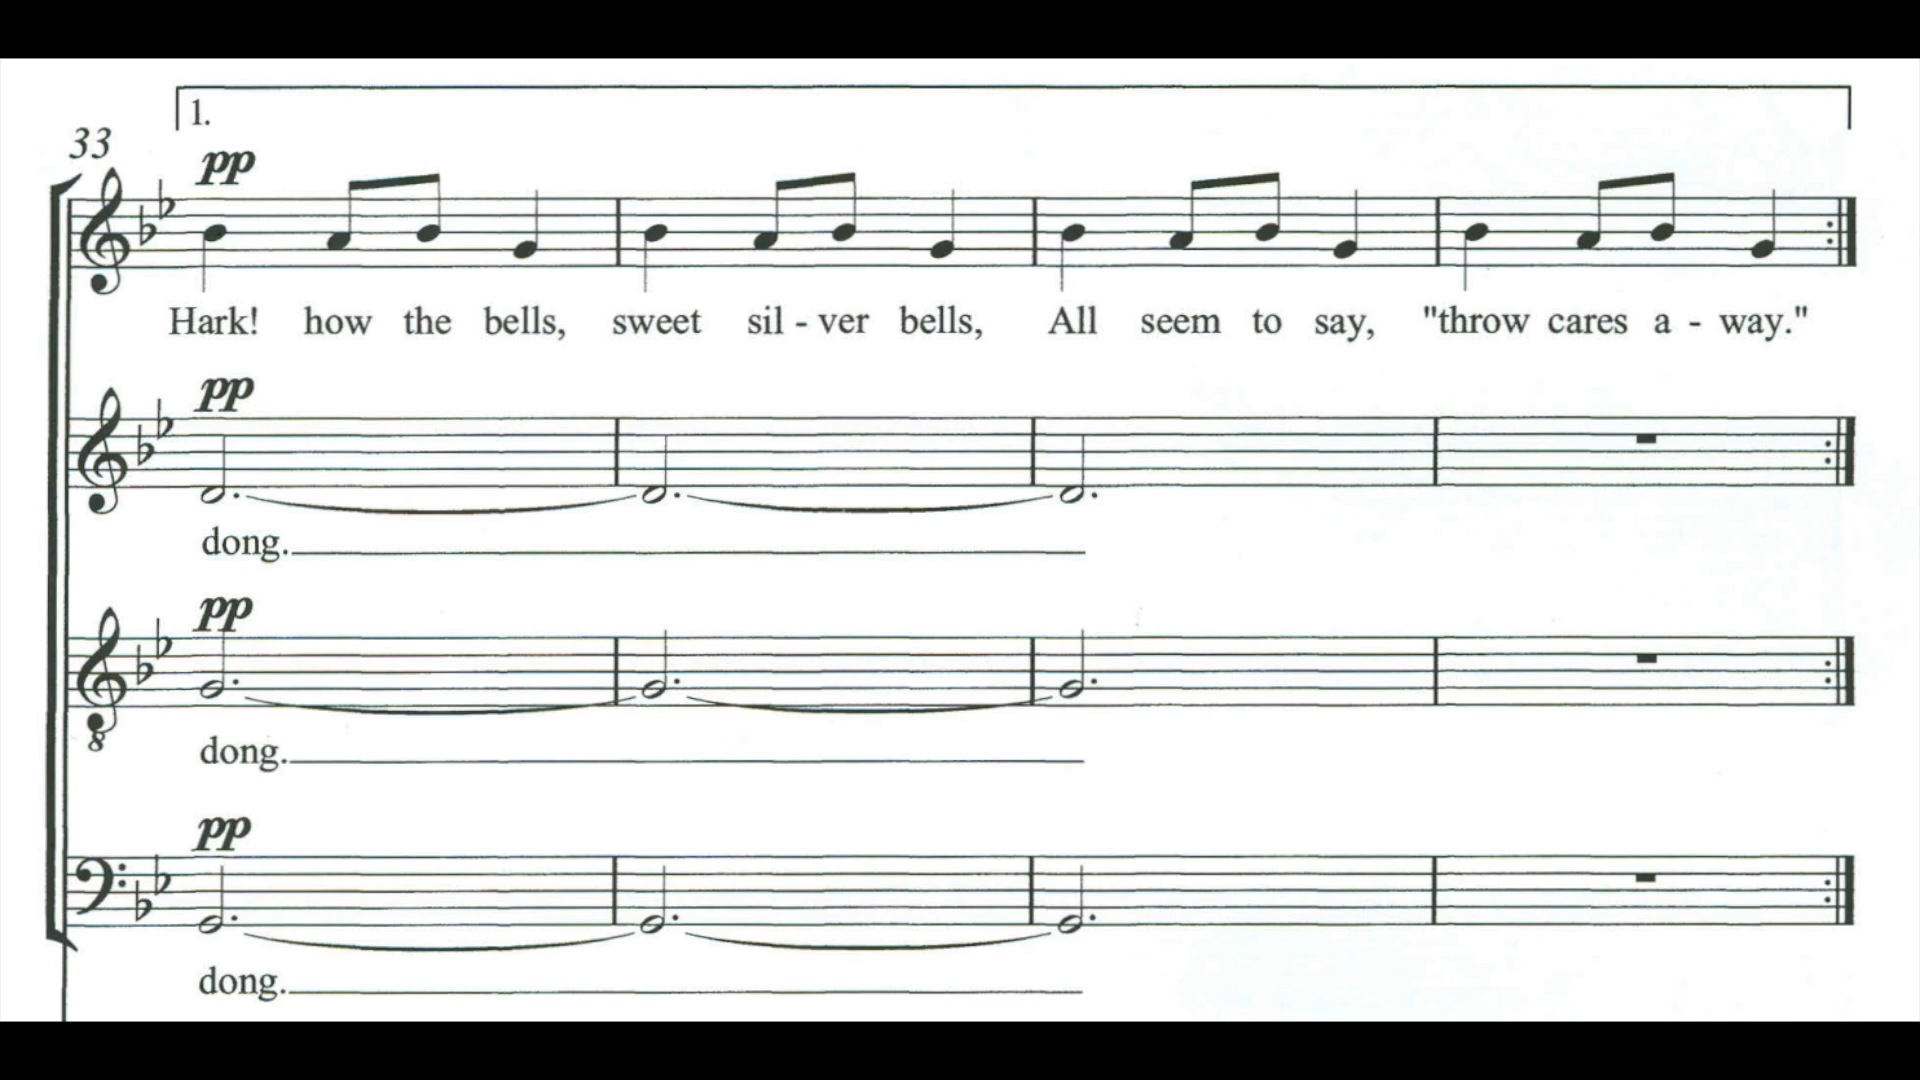 1.
33
pp
Hark! how the bells, sweet sil - ver bells, All seem to say, "throw cares a - way."
pp
dong.
pp
8
dong.
pp
dong.